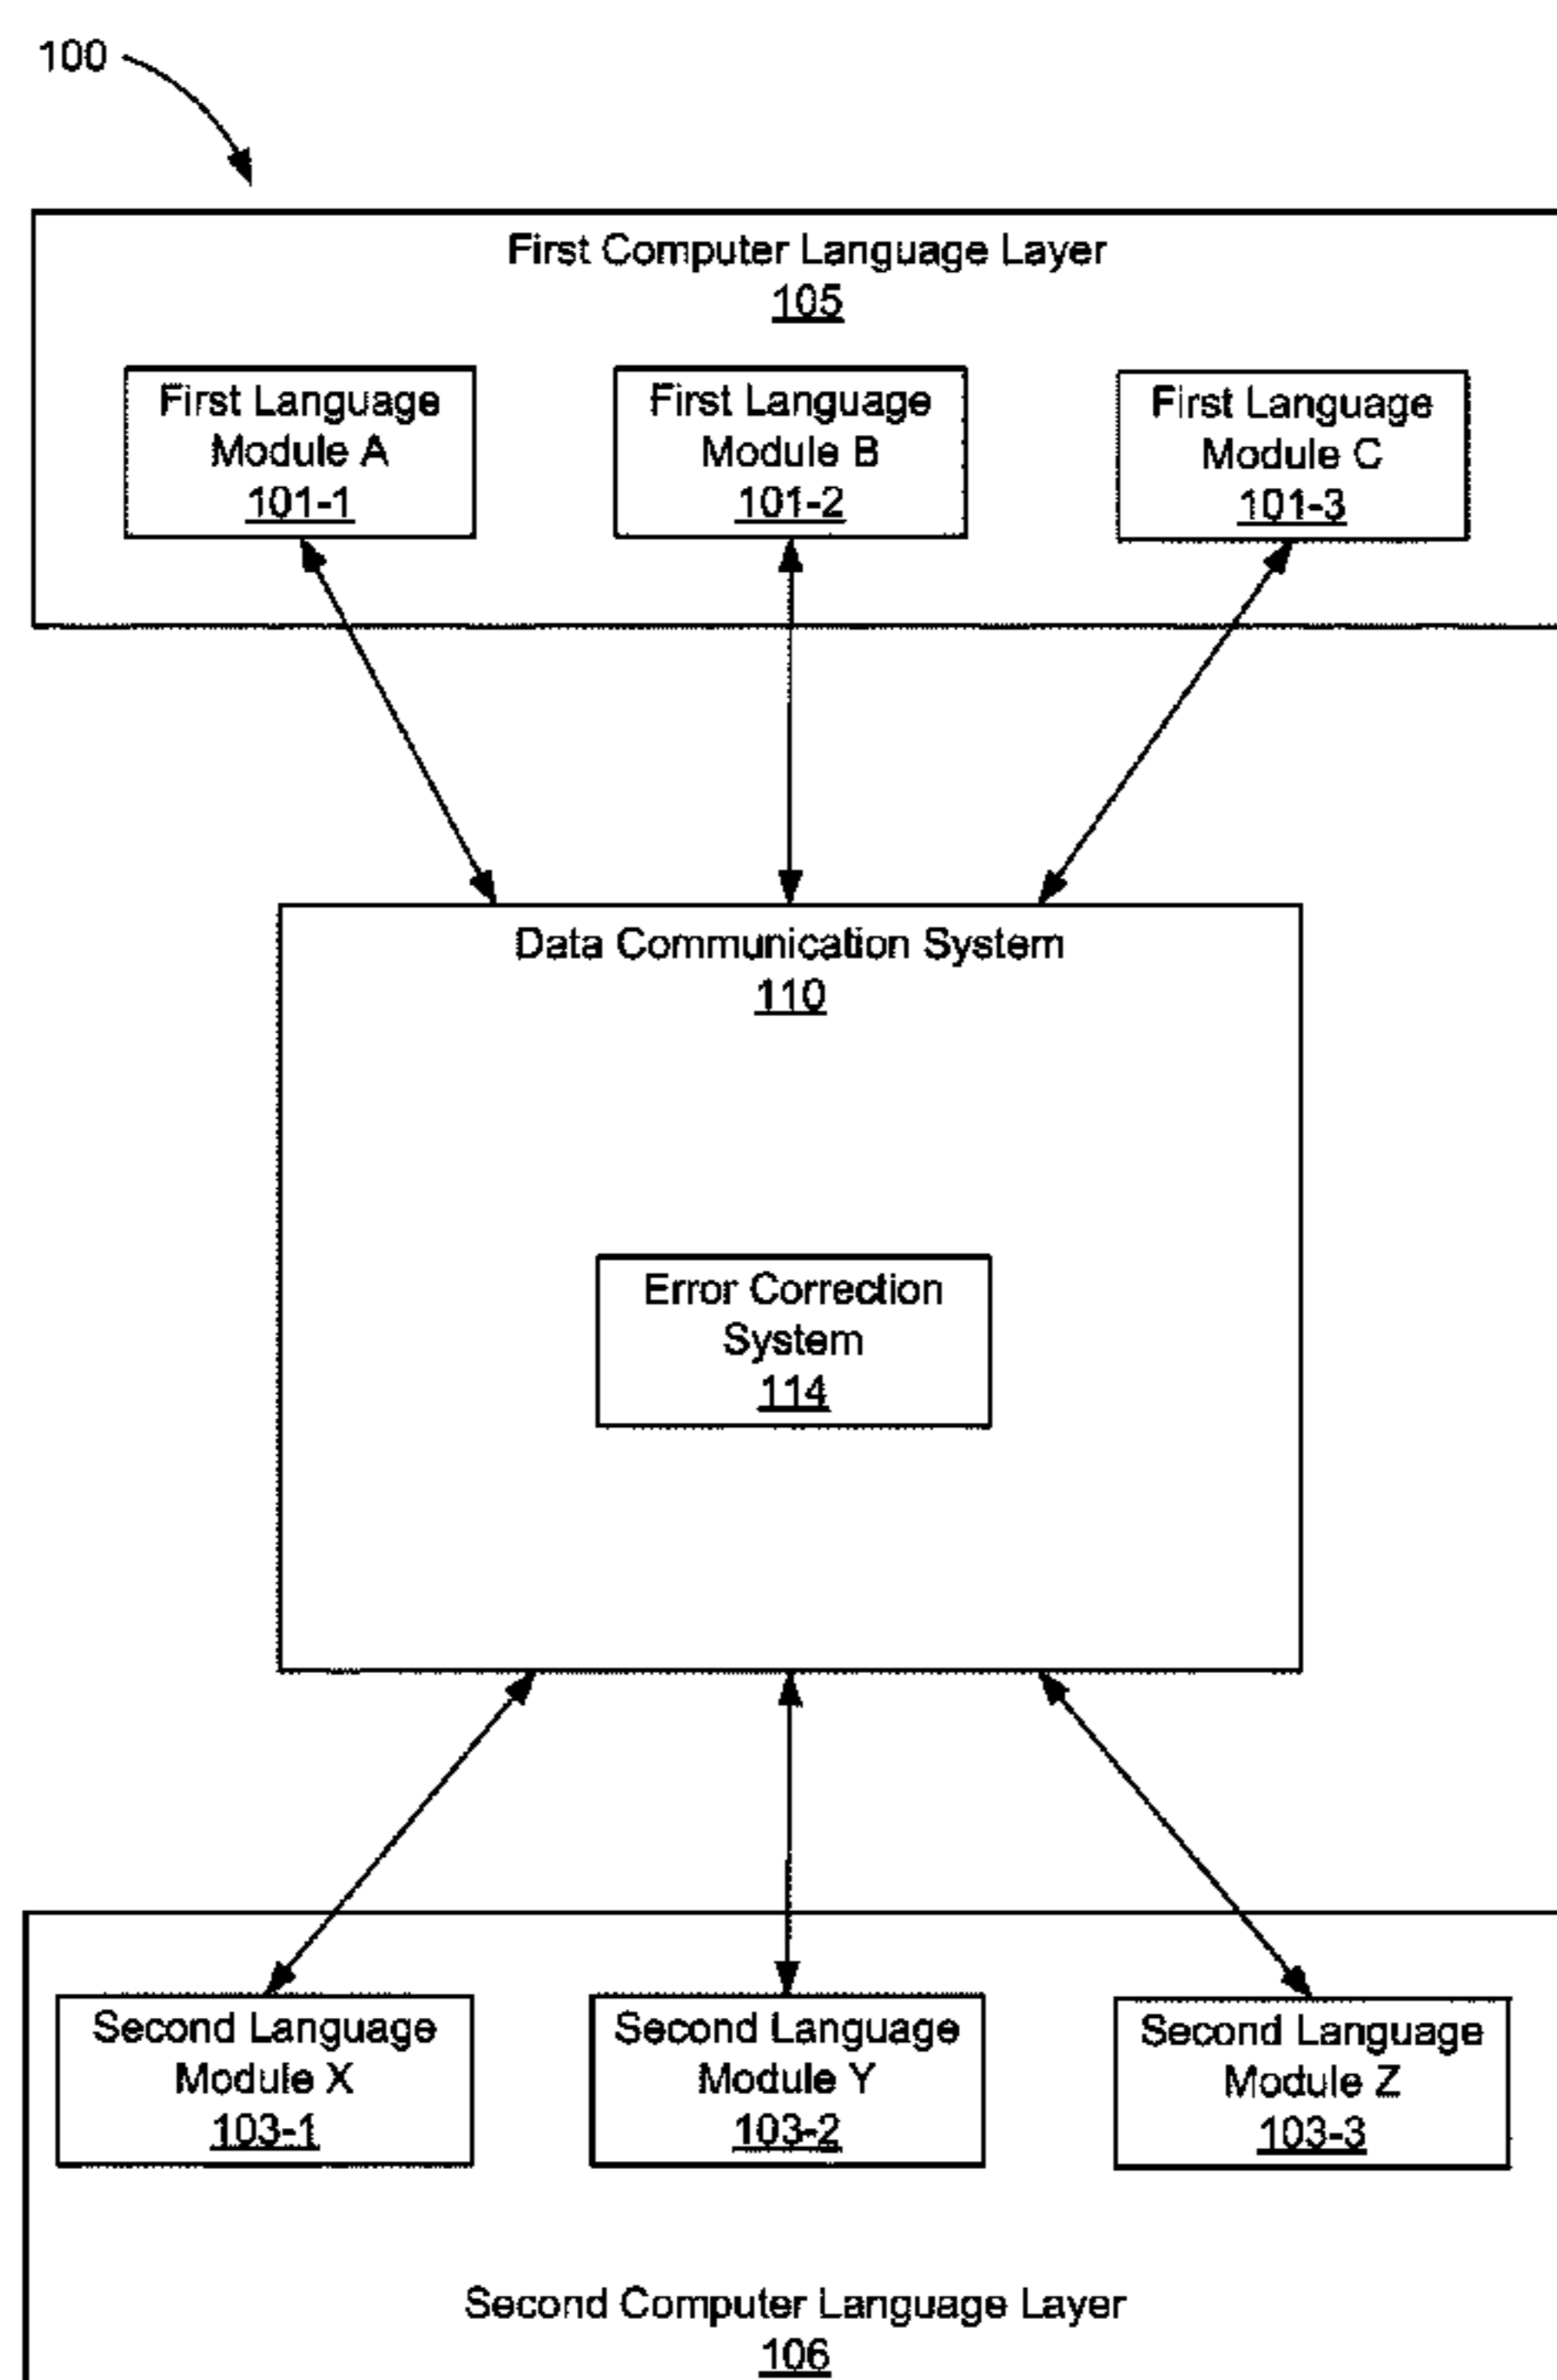 100
First Computer Language Layer
105
First Language
Module A
101-1
First Language
Module B
101-2
First Language
Module C
101-3
Data Communication System
110
Error Correction
System
114
Second Language
Module X
103-1
Second Language
Module Y
103-2
Second Language
Module Z
103-3
Second Computer Language Layer
106